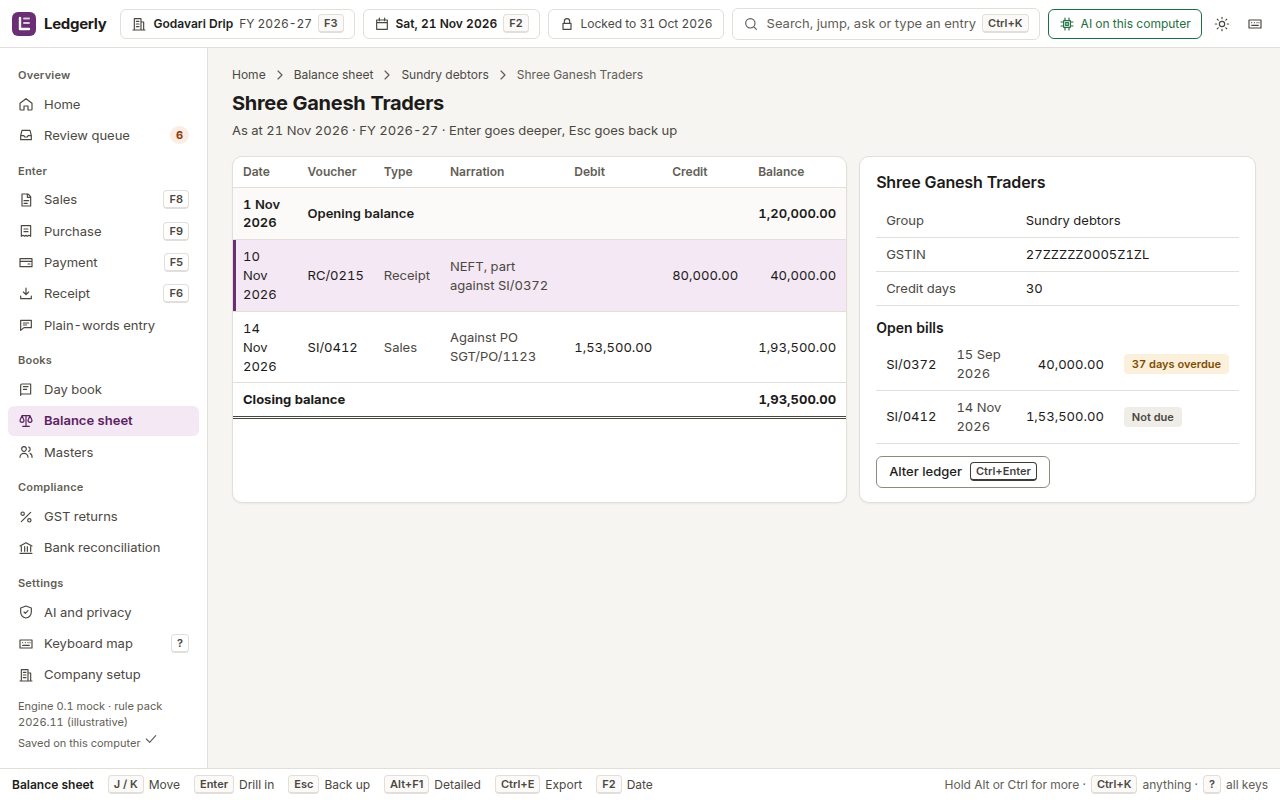 Ledgerly
Godavari Drip FY 2026-27 F3
Sat, 21 Nov 2026 F2
Locked to 31 Oct 2026
Search, jump, ask or type an entry Ctrl+K
AI on this computer
Overview
Home
Review queue 6
Enter
Sales F8
Purchase F9
Payment F5
Receipt F6
Plain-words entry
Books
Day book
Balance sheet
Masters
Compliance
GST returns
Bank reconciliation
Settings
AI and privacy
Keyboard map ?
Company setup
Engine 0.1 mock · rule pack
2026.11 (illustrative)
Saved on this computer
Home > Balance sheet > Sundry debtors > Shree Ganesh Traders
Shree Ganesh Traders
As at 21 Nov 2026 · FY 2026-27 · Enter goes deeper, Esc goes back up
Date Voucher Type Narration Debit Credit Balance
1 Nov
2026 Opening balance 1,20,000.00
10
Nov
2026 RC/0215 Receipt NEFT, part
against SI/0372 80,000.00 40,000.00
14
Nov
2026 SI/0412 Sales Against PO
SGT/PO/1123 1,53,500.00 1,93,500.00
Closing balance 1,93,500.00
Shree Ganesh Traders
Group Sundry debtors
GSTIN 27ZZZZZ0005Z1ZL
Credit days 30
Open bills
SI/0372 15 Sep
2026 40,000.00 37 days overdue
SI/0412 14 Nov
2026 1,53,500.00 Not due
Alter ledger Ctrl+Enter
Balance sheet J / K Move Enter Drill in Esc Back up Alt+F1 Detailed Ctrl+E Export F2 Date
Hold Alt or Ctrl for more · Ctrl+K anything · ? all keys